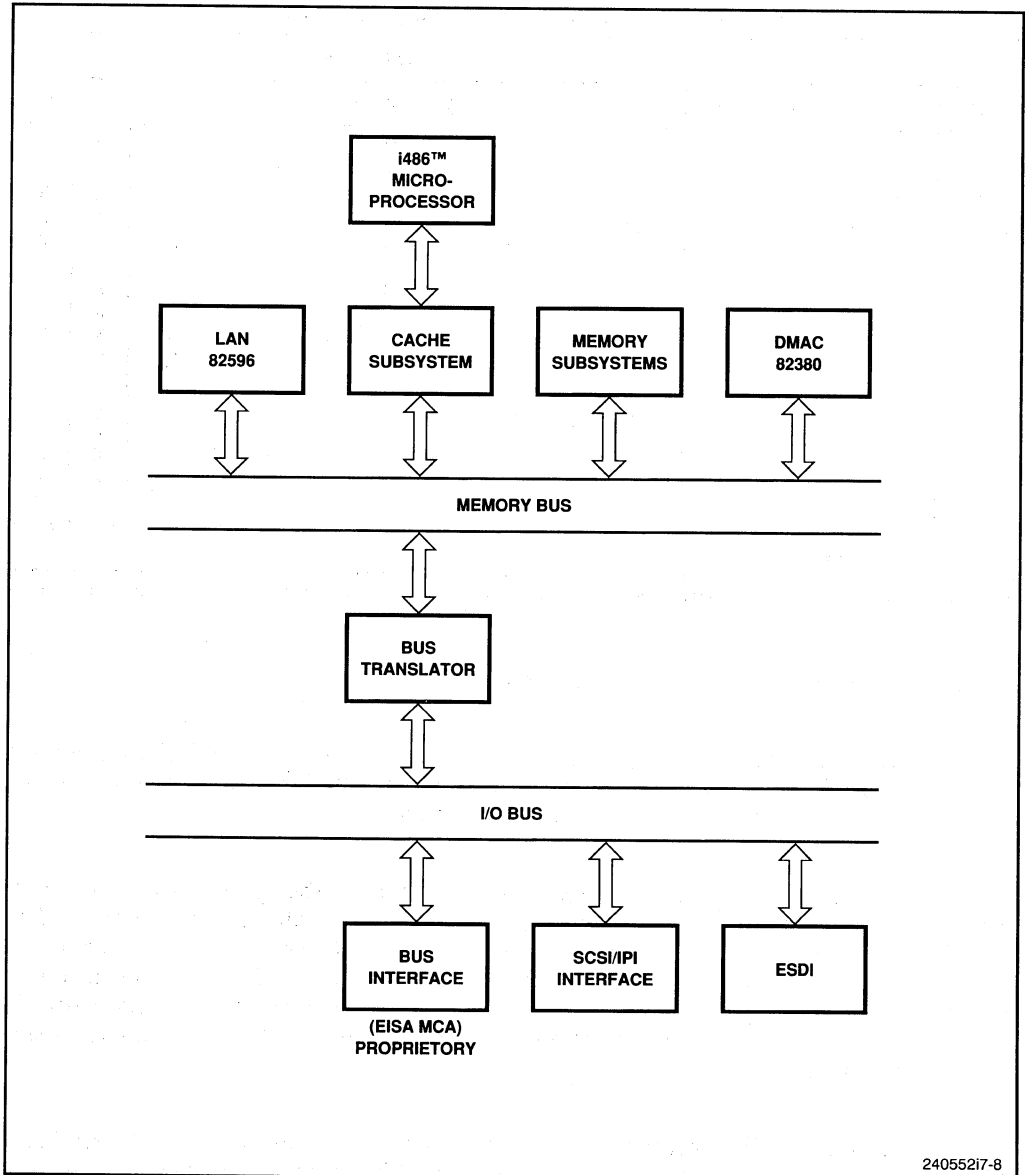 i486™
MICRO-
PROCESSOR
LAN
82596
CACHE
SUBSYSTEM
MEMORY
SUBSYSTEMS
DMAC
82380
MEMORY BUS
BUS
TRANSLATOR
I/O BUS
BUS
INTERFACE
(EISA MCA)
PROPRIETORY
SCSI/IPI
INTERFACE
ESDI
240552i7-8